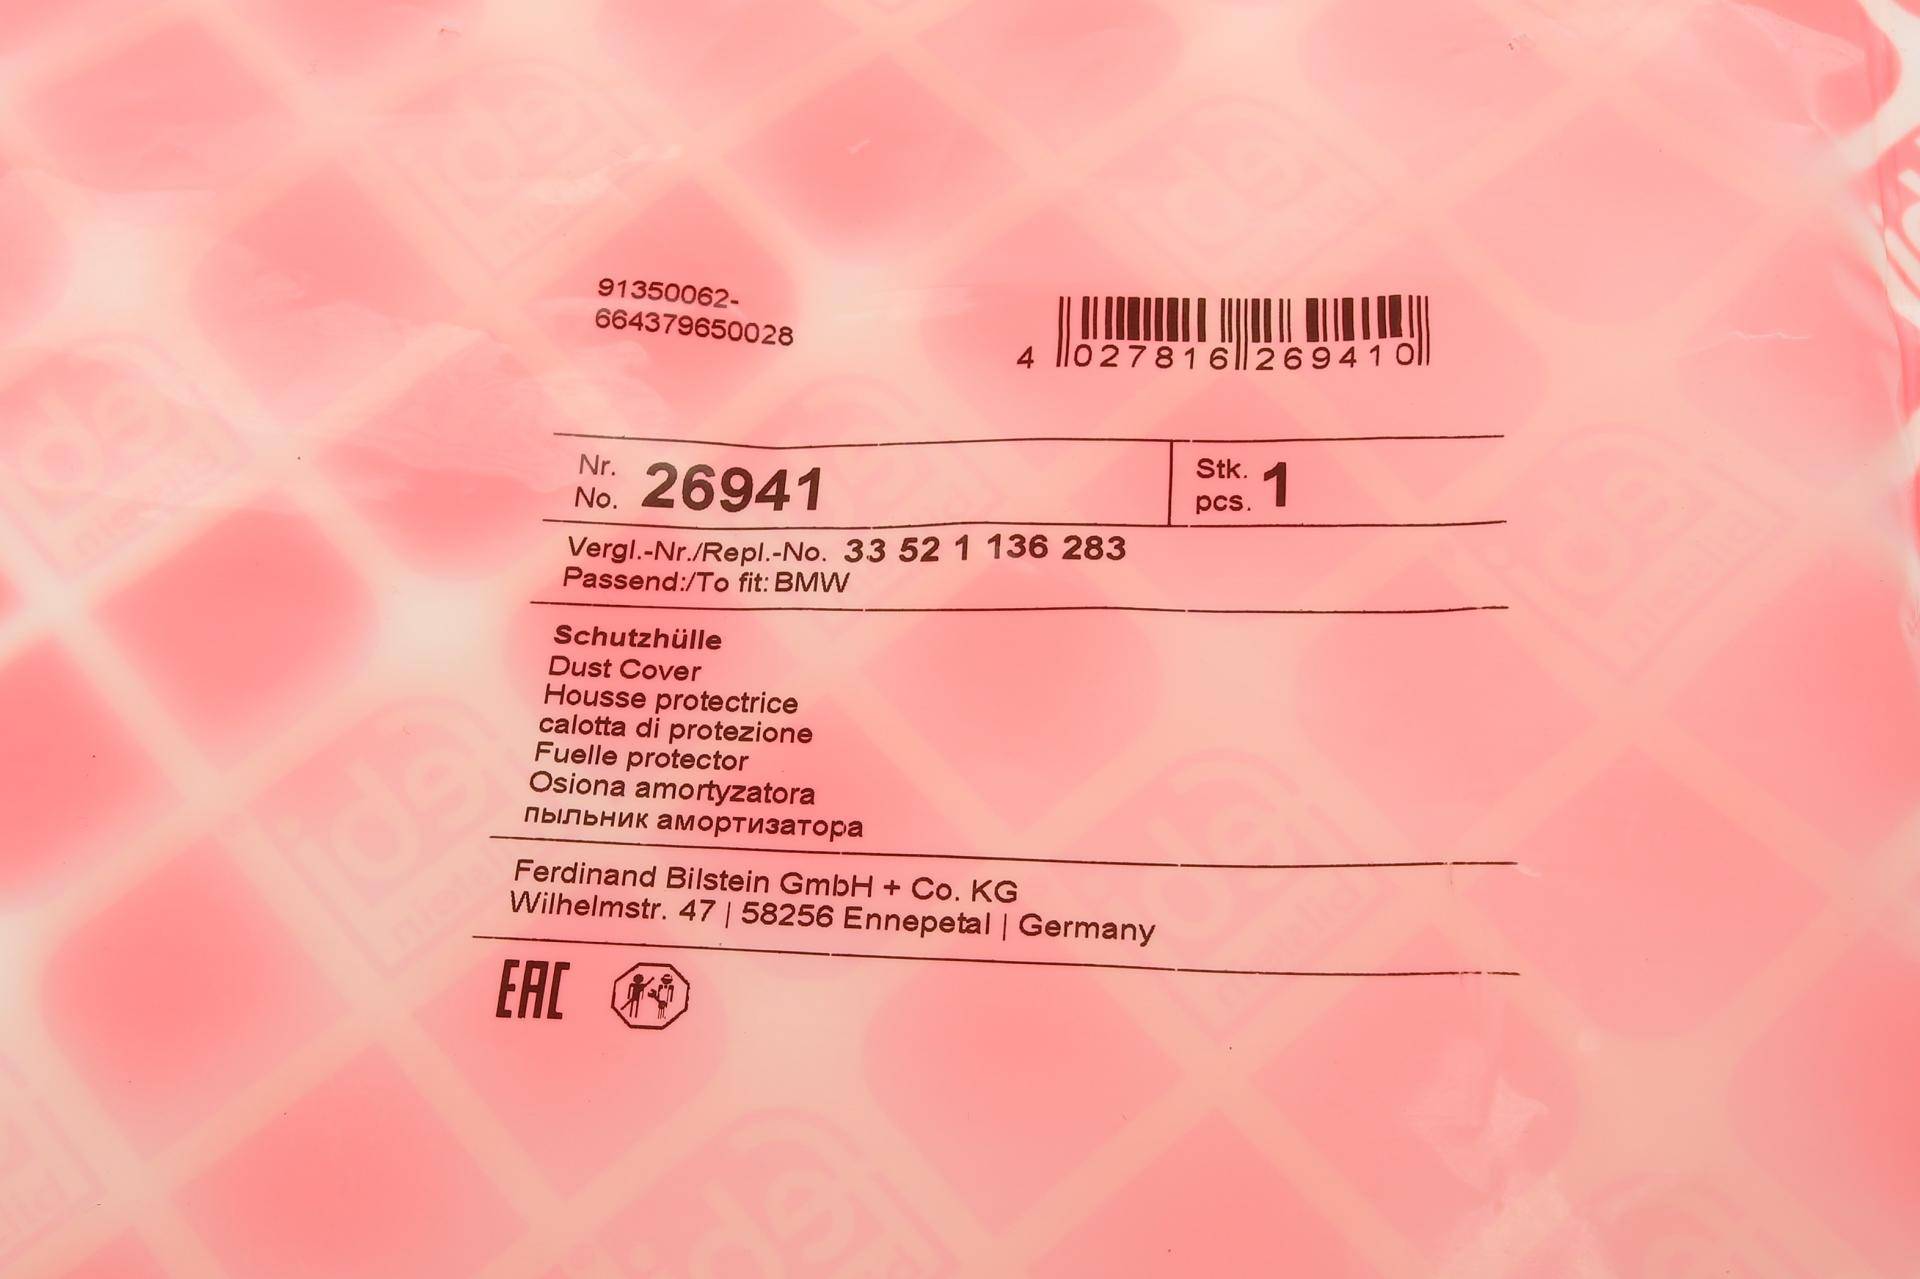 91350062-
664379650028
4 027816 269410
Nr.
No. 26941
Stk.
pcs. 1
Vergl.-Nr./Repl.-No. 33 52 1 136 283
Passend:/To fit: BMW
Schutzhülle
Dust Cover
Housse protectrice
calotta di protezione
Fuelle protector
Osiona amortyzatora
пыльник амортизатора
Ferdinand Bilstein GmbH + Co. KG
Wilhelmstr. 47 | 58256 Ennepetal | Germany
EAC